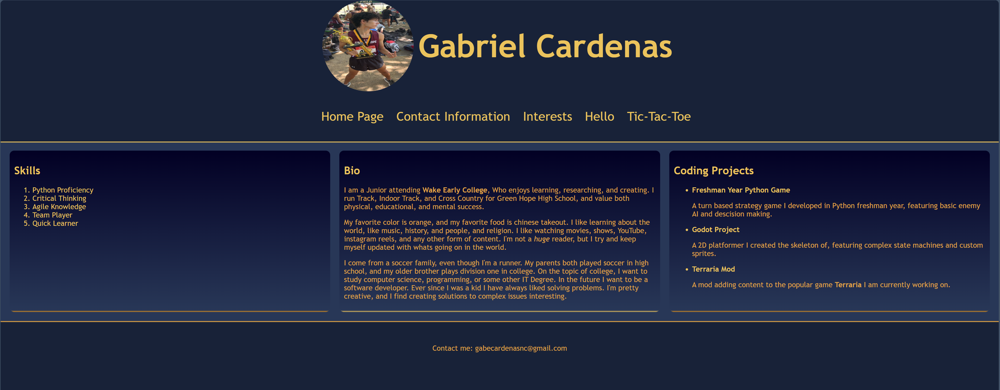 FIELD
Gabriel Cardenas
Home Page Contact Information Interests Hello Tic-Tac-Toe
Skills
1. Python Proficiency
2. Critical Thinking
3. Agile Knowledge
4. Team Player
5. Quick Learner
Bio
I am a Junior attending Wake Early College, Who enjoys learning, researching, and creating. I
run Track, Indoor Track, and Cross Country for Green Hope High School, and value both
physical, educational, and mental success.
My favorite color is orange, and my favorite food is chinese takeout. I like learning about the
world, like music, history, and people, and religion. I like watching movies, shows, YouTube,
instagram reels, and any other form of content. I'm not a huge reader, but I try and keep
myself updated with whats going on in the world.
I come from a soccer family, even though I'm a runner. My parents both played soccer in high
school, and my older brother plays division one in college. On the topic of college, I want to
study computer science, programming, or some other IT Degree. In the future I want to be a
software developer. Ever since I was a kid I have always liked solving problems. I'm pretty
creative, and I find creating solutions to complex issues interesting.
Coding Projects
• Freshman Year Python Game
A turn based strategy game I developed in Python freshman year, featuring basic enemy
AI and descision making.
• Godot Project
A 2D platformer I created the skeleton of, featuring complex state machines and custom
sprites.
• Terraria Mod
A mod adding content to the popular game Terraria I am currently working on.
Contact me: gabecardenasnc@gmail.com